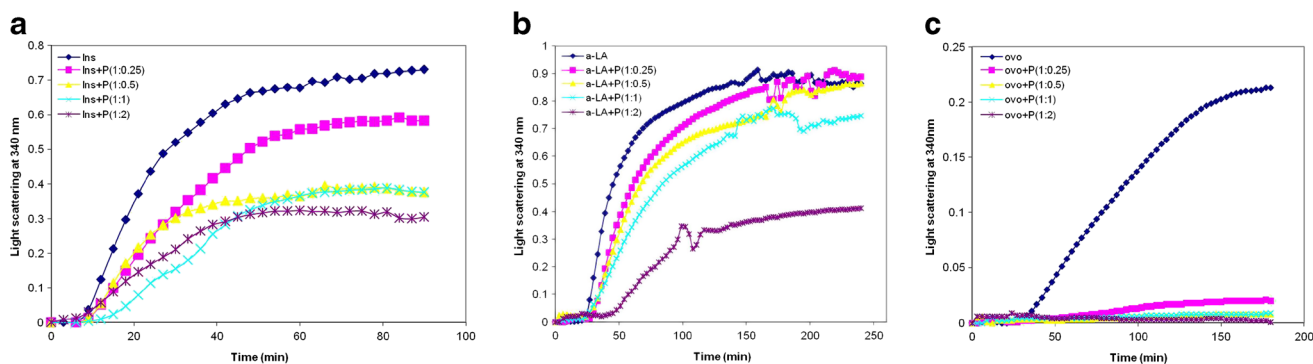 a
Light scattering at 340nm
0.8
0.7
0.6
0.5
0.4
0.3
0.2
0.1
0
Ins
Ins+P(1:0.25)
Ins+P(1:0.5)
Ins+P(1:1)
Ins+P(1:2)
0 20 40 60 80 100
Time (min)
b
Light scattering at 340nm
1
0.9
0.8
0.7
0.6
0.5
0.4
0.3
0.2
0.1
0
a-LA
a-LA+P(1:0.25)
a-LA+P(1:0.5)
a-LA+P(1:1)
a-LA+P(1:2)
0 50 100 150 200 250
Time (min)
c
Light scattering at 340nm
0.25
0.2
0.15
0.1
0.05
0
ovo
ovo+P(1:0.25)
ovo+P(1:0.5)
ovo+P(1:1)
ovo+P(1:2)
0 50 100 150 200
Time (min)